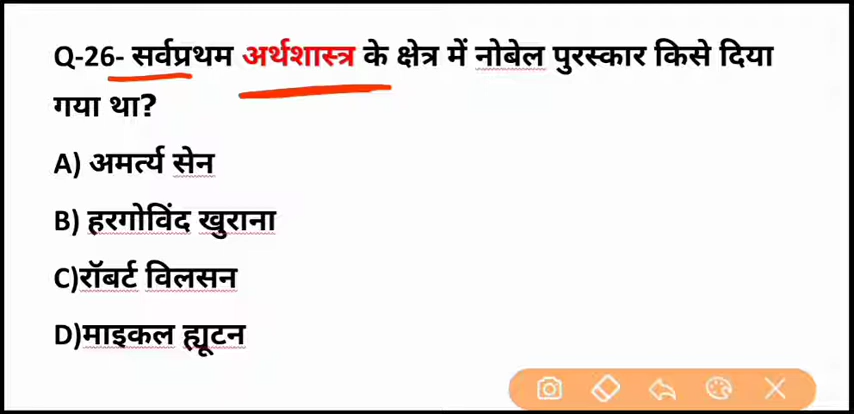 Q-26- सर्वप्रथम अर्थशास्त्र के क्षेत्र में नोबेल पुरस्कार किसे दिया
गया था?
A) अमर्त्य सेन
B) हरगोविंद खुराना
C)रॉबर्ट विलसन
D)माइकल ह्यूटन